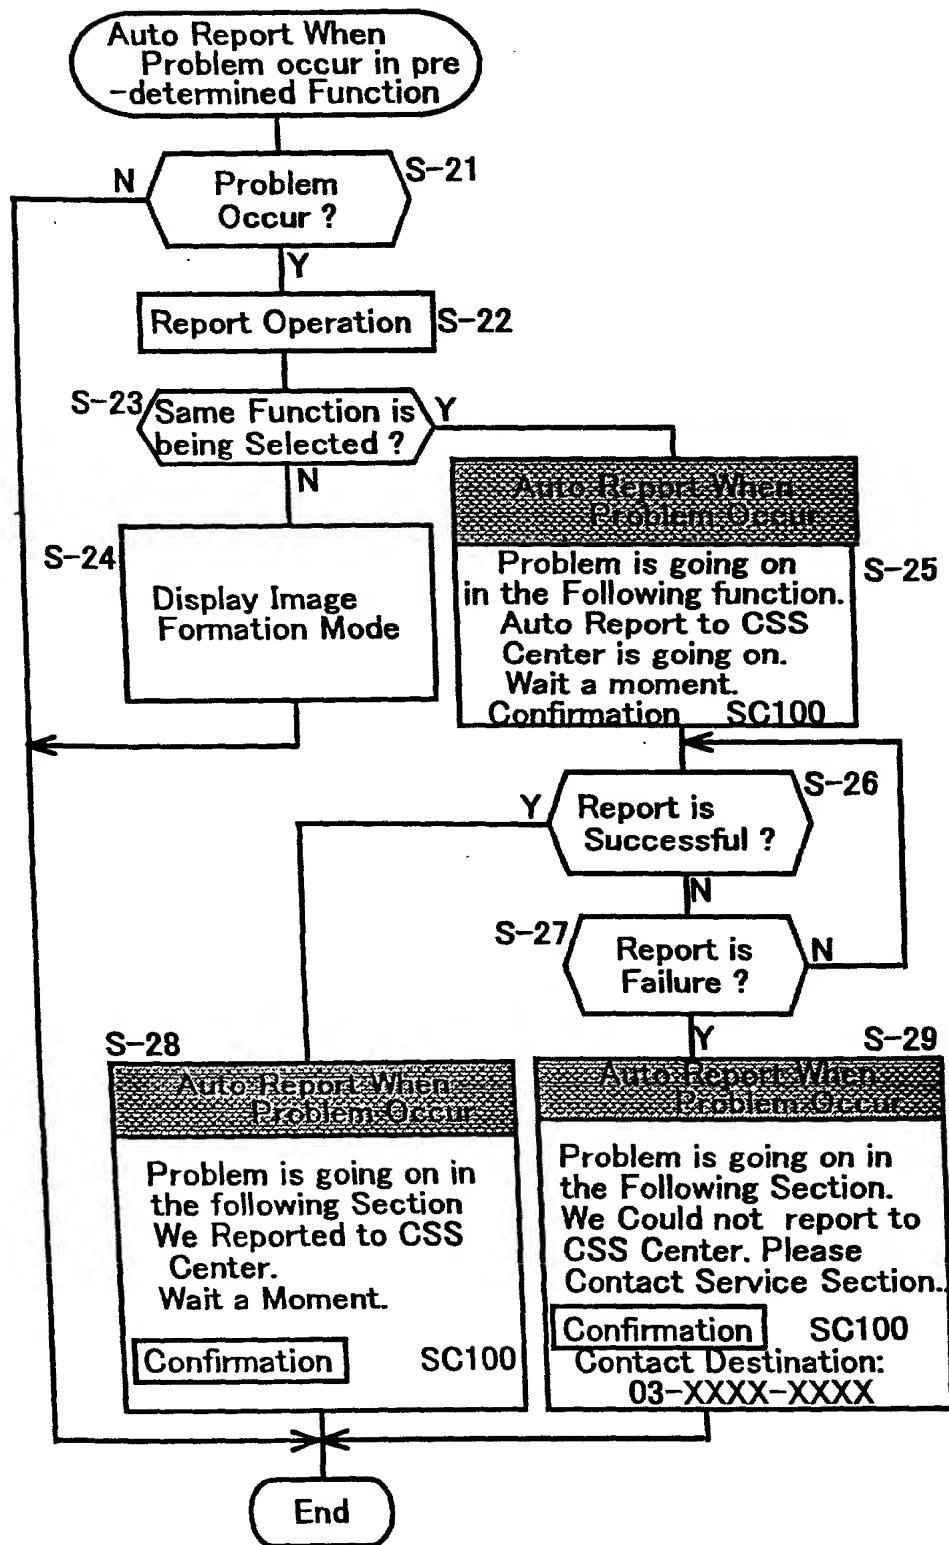 Auto Report When
Problem occur in pre
-determined Function
N
Problem
Occur ?
S-21
Y
Report Operation
S-22
S-23
Same Function is
being Selected ?
Y
N
S-24
Display Image
Formation Mode
Auto Report When
Problem Occur
S-25
Problem is going on
in the Following function.
Auto Report to CSS
Center is going on.
Wait a moment.
Confirmation SC100
S-26
Y
Report is
Successful ?
N
S-27
Report is
Failure ?
N
Y
S-28
Auto Report When
Problem Occur
Problem is going on in
the following Section
We Reported to CSS
Center.
Wait a Moment.
Confirmation SC100
S-29
Auto Report When
Problem Occur
Problem is going on in
the Following Section.
We Could not report to
CSS Center. Please
Contact Service Section..
Confirmation SC100
Contact Destination:
03-XXXX-XXXX
End